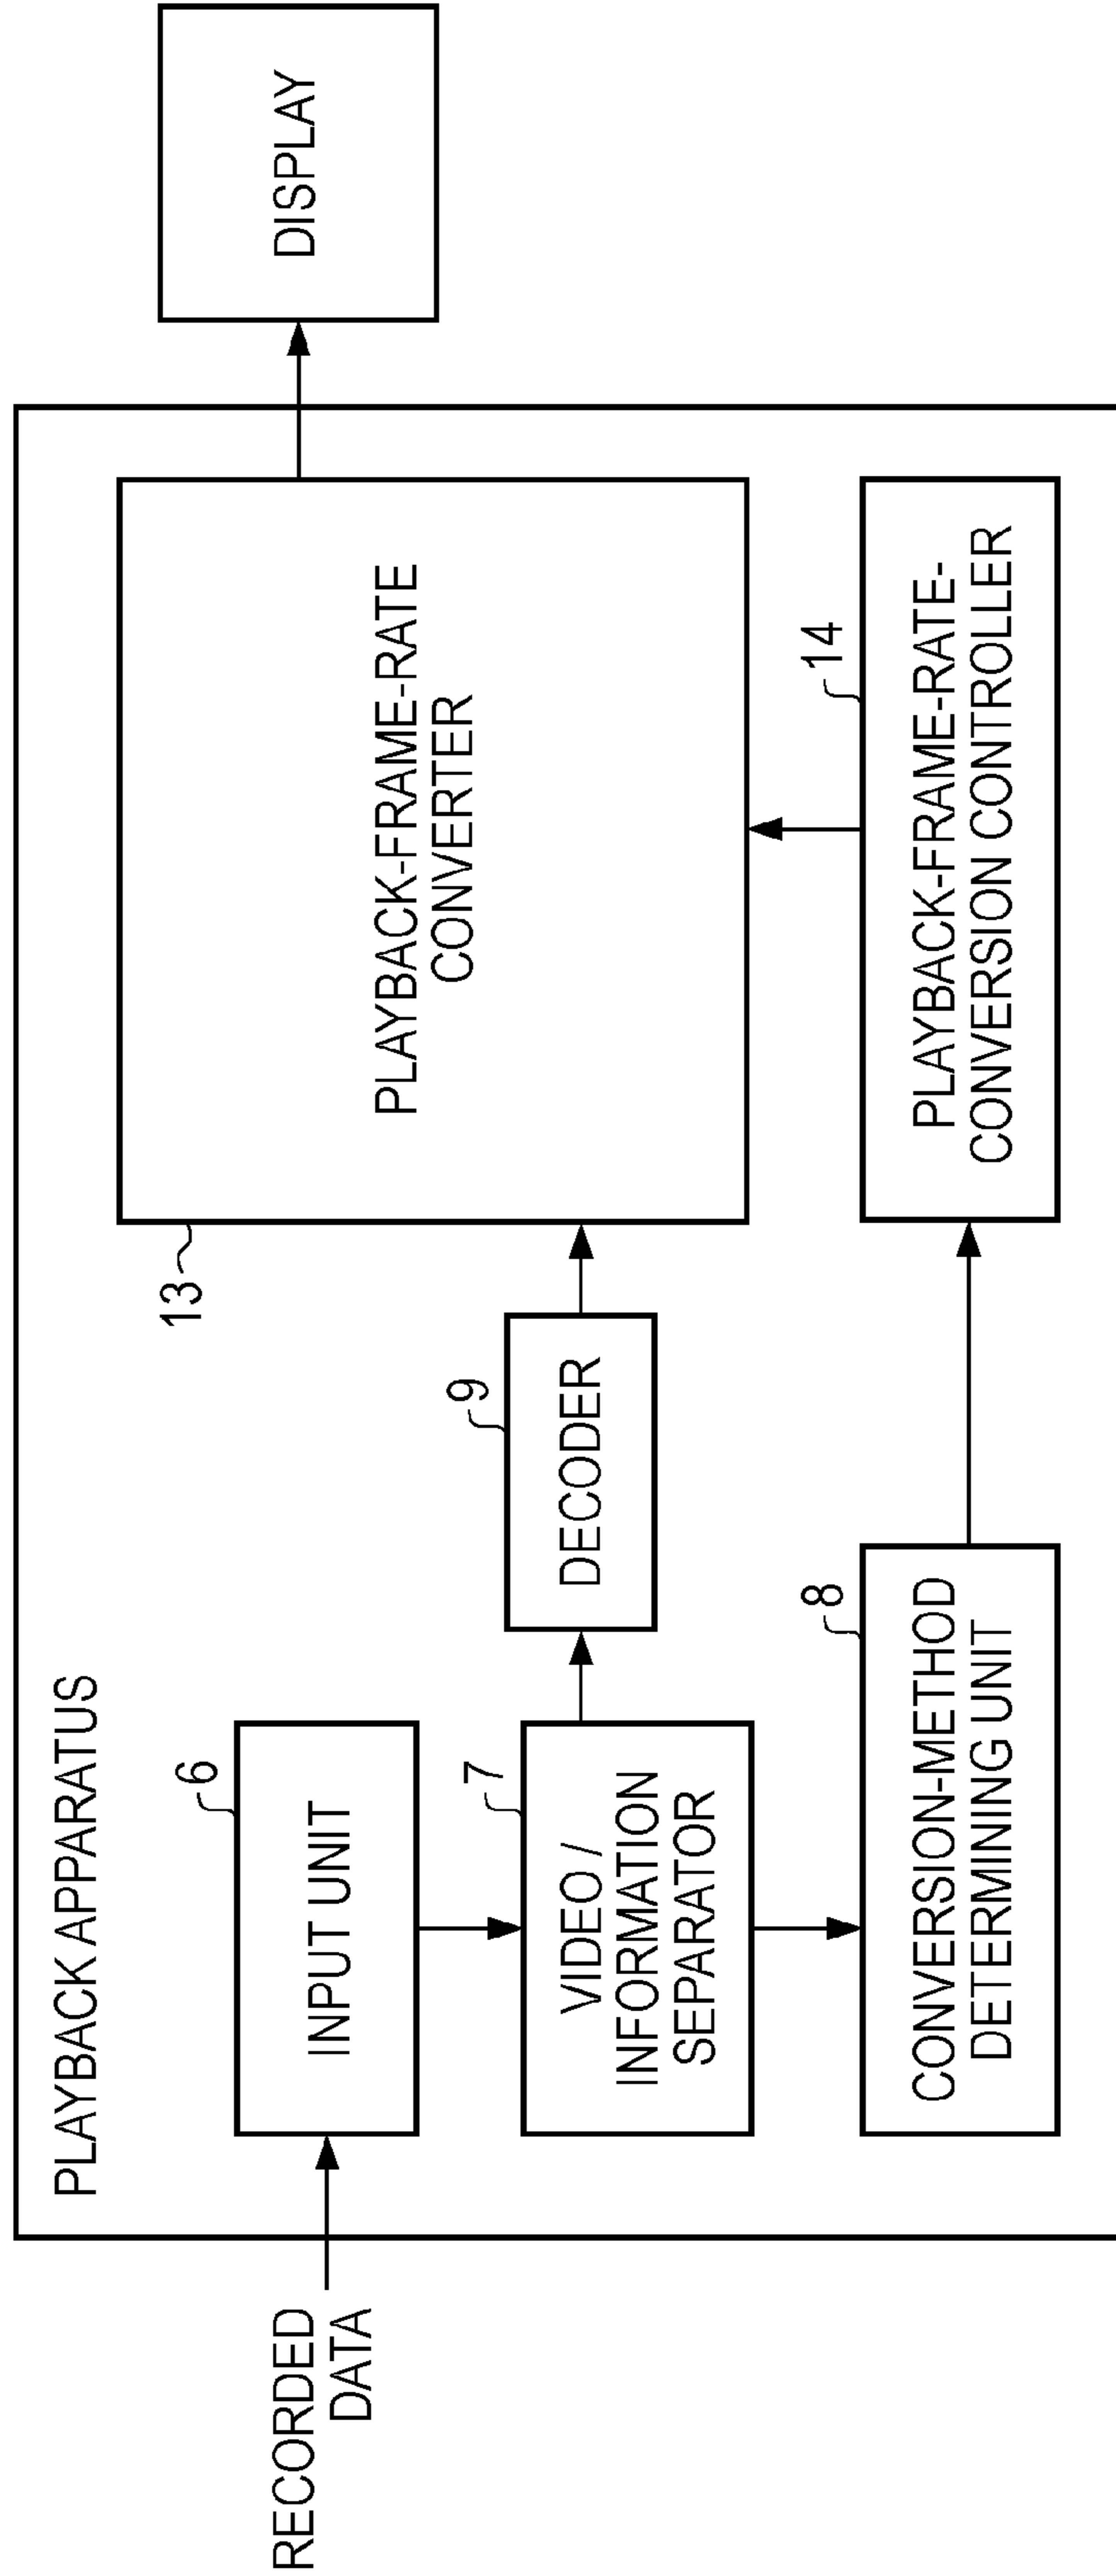 PLAYBACK APPARATUS
RECORDED
DATA
6
INPUT UNIT
7
VIDEO /
INFORMATION
SEPARATOR
8
CONVERSION-METHOD
DETERMINING UNIT
9
DECODER
13
PLAYBACK-FRAME-RATE
CONVERTER
14
PLAYBACK-FRAME-RATE-
CONVERSION CONTROLLER
DISPLAY